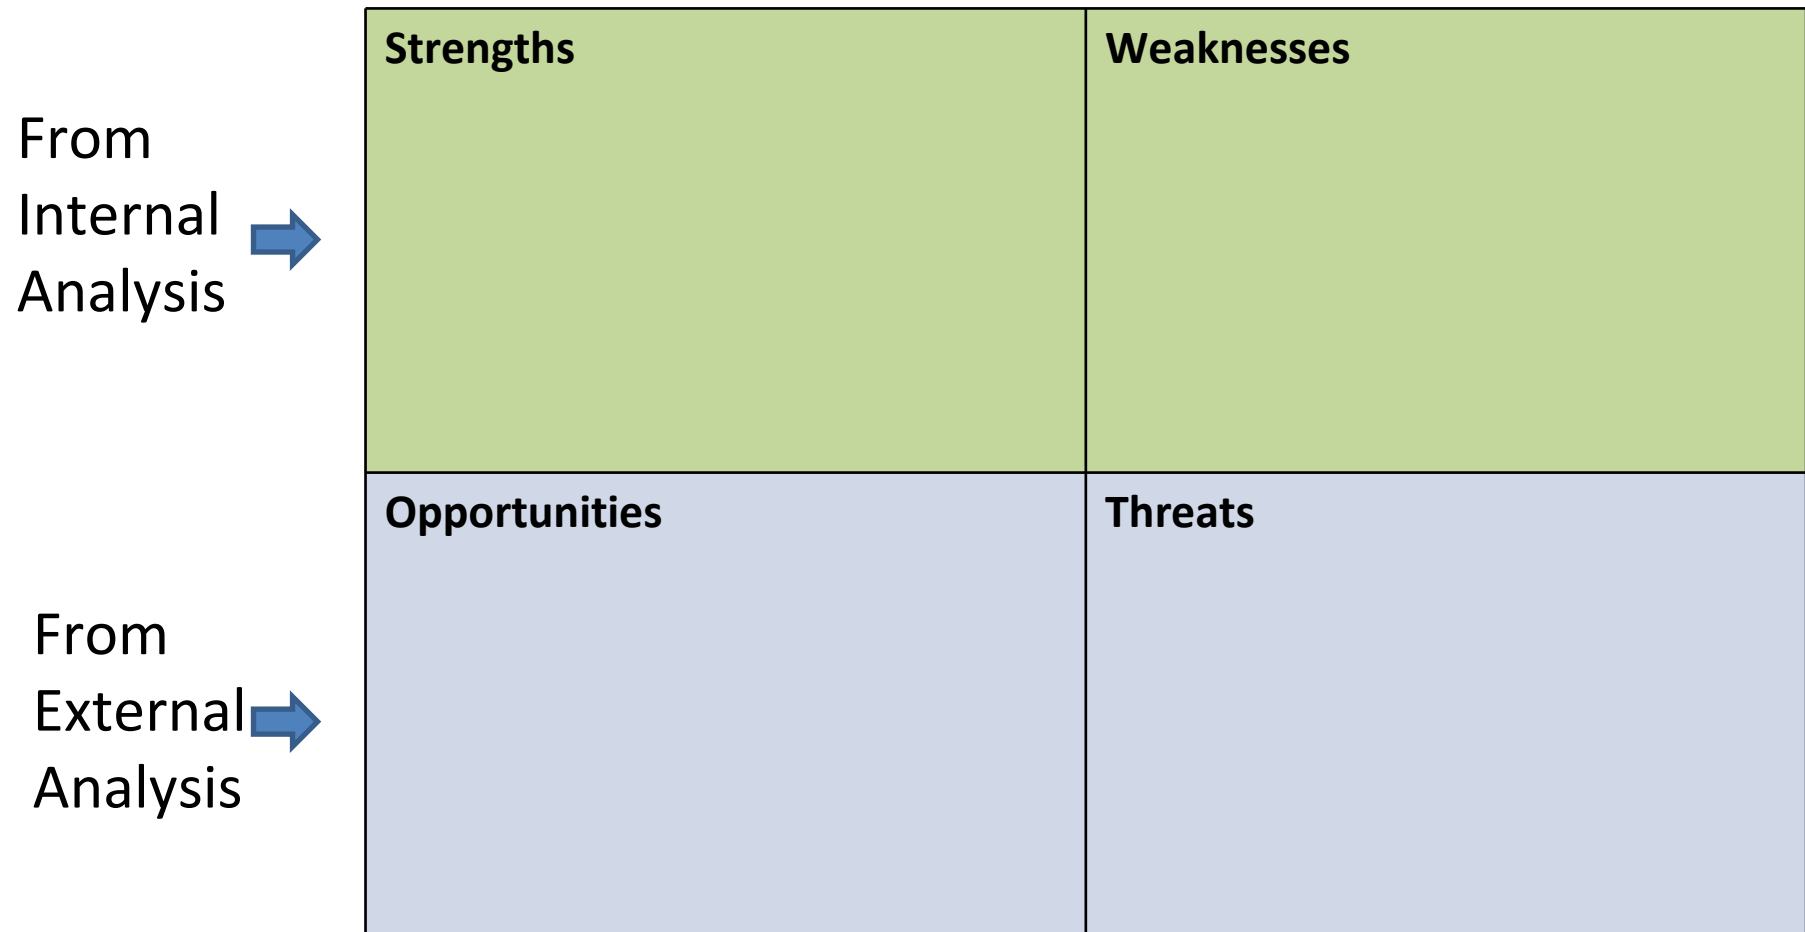 Strengths
Weaknesses
From
Internal
Analysis
Opportunities
Threats
From
External
Analysis